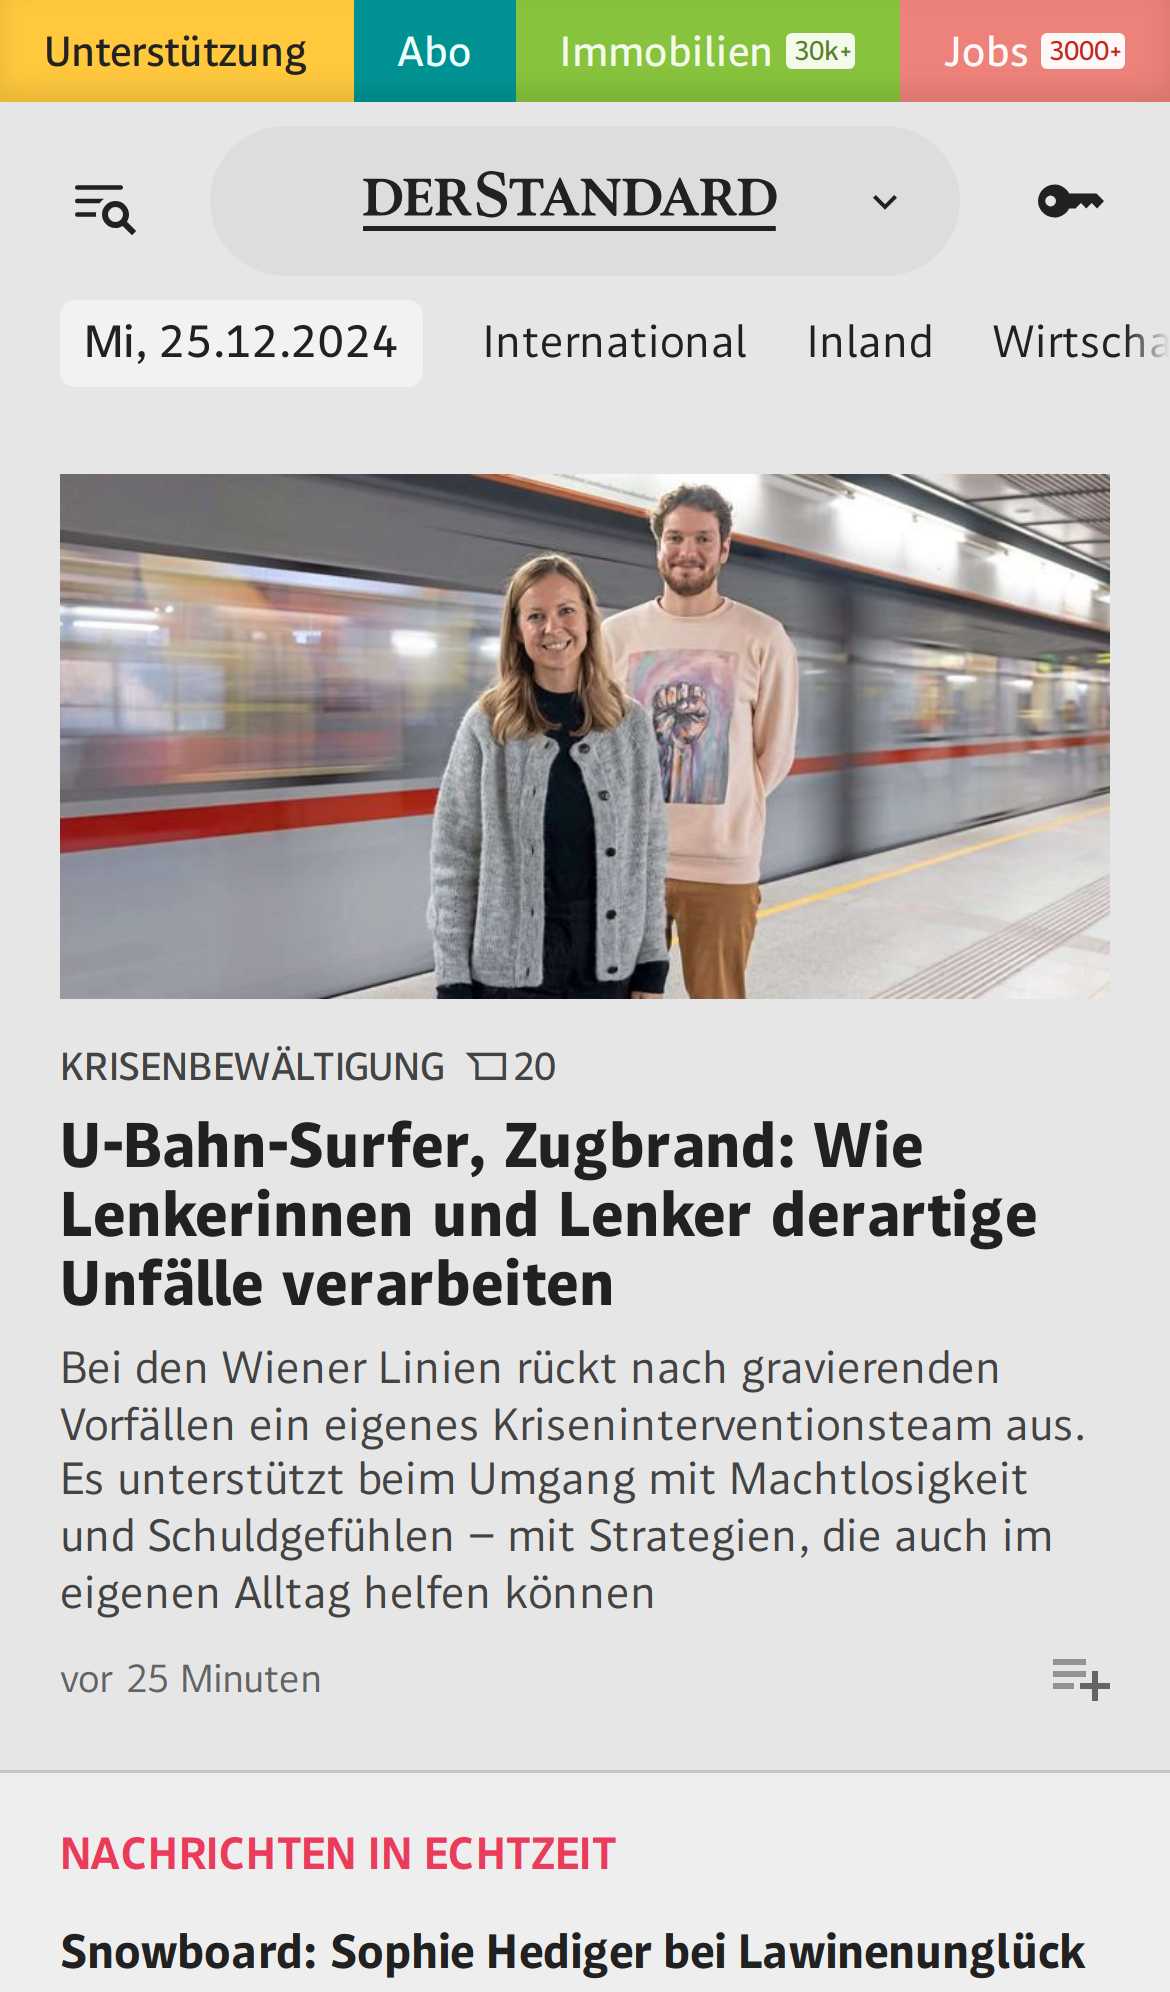 Unterstützung Abo Immobilien 30k+ Jobs 3000+
DERSTANDARD
Mi, 25.12.2024 International Inland Wirtscha
KRISENBEWÄLTIGUNG 20
U-Bahn-Surfer, Zugbrand: Wie
Lenkerinnen und Lenker derartige
Unfälle verarbeiten
Bei den Wiener Linien rückt nach gravierenden
Vorfällen ein eigenes Kriseninterventionsteam aus.
Es unterstützt beim Umgang mit Machtlosigkeit
und Schuldgefühlen – mit Strategien, die auch im
eigenen Alltag helfen können
vor 25 Minuten
NACHRICHTEN IN ECHTZEIT
Snowboard: Sophie Hediger bei Lawinenunglück